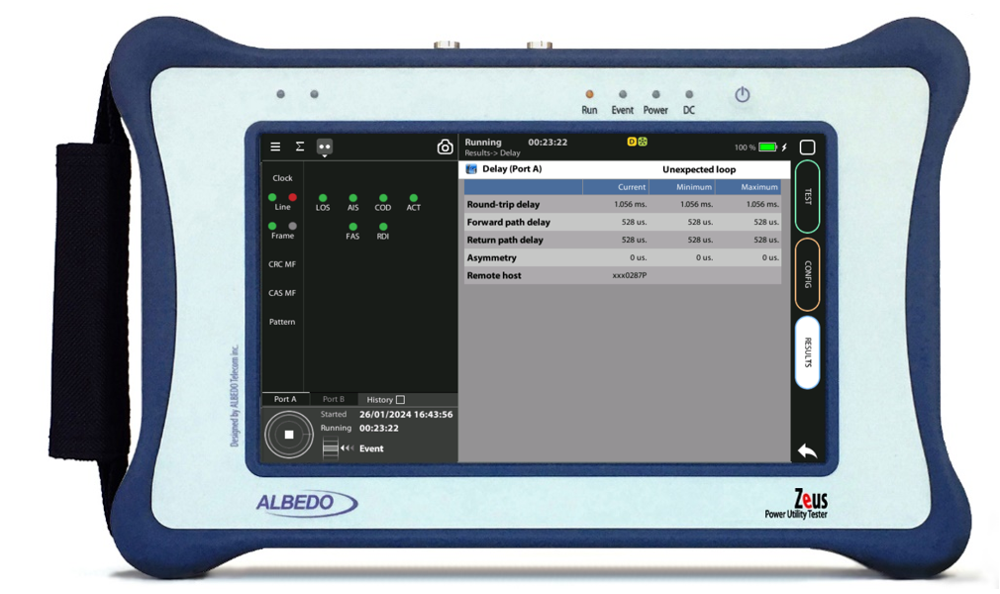 Run Event Power DC
Running 00:23:22
Results-> Delay
D
100 %
Delay (Port A) Unexpected loop
Current Minimum Maximum
Round-trip delay 1.056 ms. 1.056 ms. 1.056 ms.
Forward path delay 528 us. 528 us. 528 us.
Return path delay 528 us. 528 us. 528 us.
Asymmetry 0 us. 0 us. 0 us.
Remote host xxx0287P
Clock
Line
LOS AIS COD ACT
Frame
FAS RDI
CRC MF
CAS MF
Pattern
Port A Port B History
Started 26/01/2024 16:43:56
Running 00:23:22
Event
TEST
CONFIG
RESULTS
Designed by ALBEDO Telecom inc.
ALBEDO
Zeus
Power Utility Tester